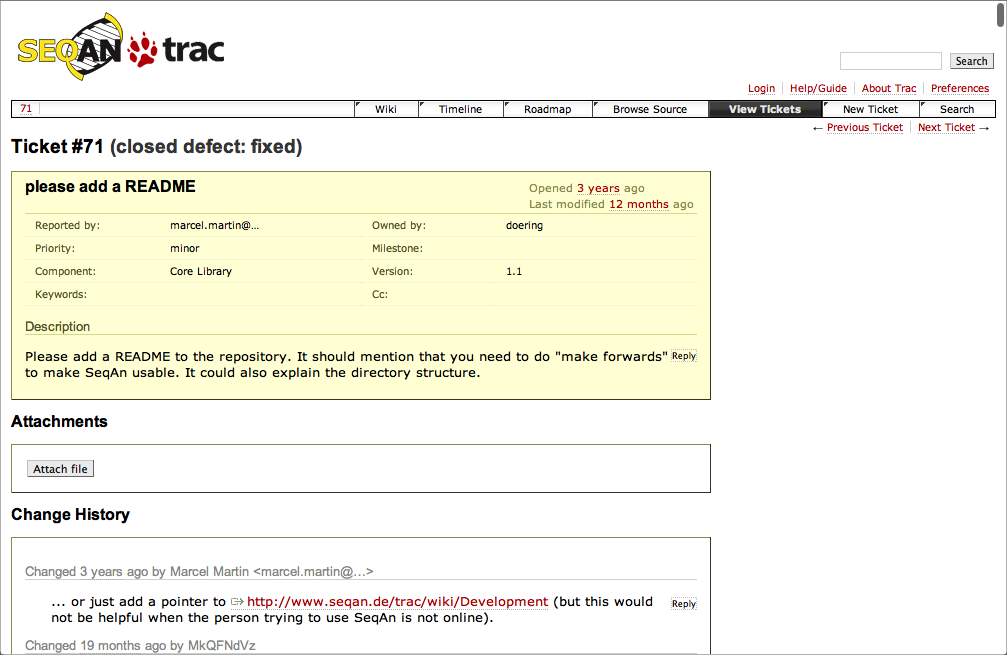 SEQAN trac
Search
Login Help/Guide About Trac Preferences
71 Wiki Timeline Roadmap Browse Source View Tickets New Ticket Search
← Previous Ticket Next Ticket →
Ticket #71 (closed defect: fixed)
please add a README Opened 3 years ago
Last modified 12 months ago
Reported by: marcel.martin@… Owned by: doering
Priority: minor Milestone:
Component: Core Library Version: 1.1
Keywords: Cc:
Description
Please add a README to the repository. It should mention that you need to do "make forwards" Reply
to make SeqAn usable. It could also explain the directory structure.
Attachments
Attach file
Change History
Changed 3 years ago by Marcel Martin <marcel.martin@…>
... or just add a pointer to http://www.seqan.de/trac/wiki/Development (but this would Reply
not be helpful when the person trying to use SeqAn is not online).
Changed 19 months ago by MkQFNdVz